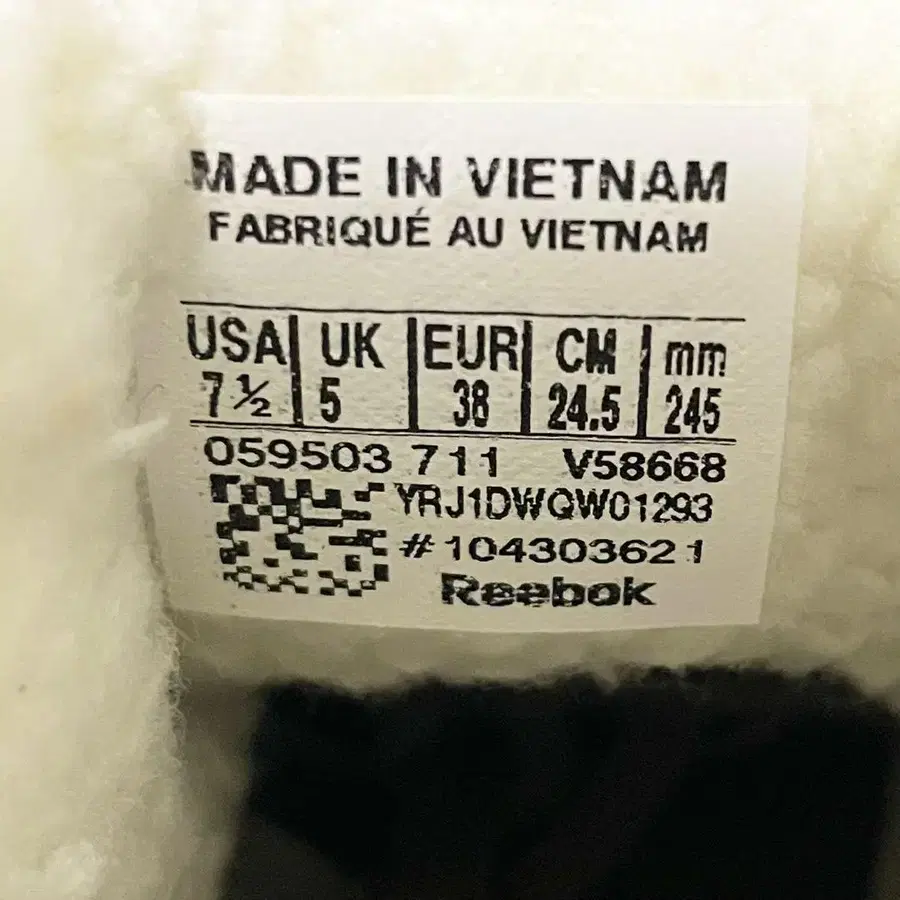 MADE IN VIETNAM
FABRIQUÉ AU VIETNAM
USA UK EUR CM mm
7 ½ 5 38 24.5 245
059503 711 V58668
YRJ1DWQW01293
#104303621
Reebok